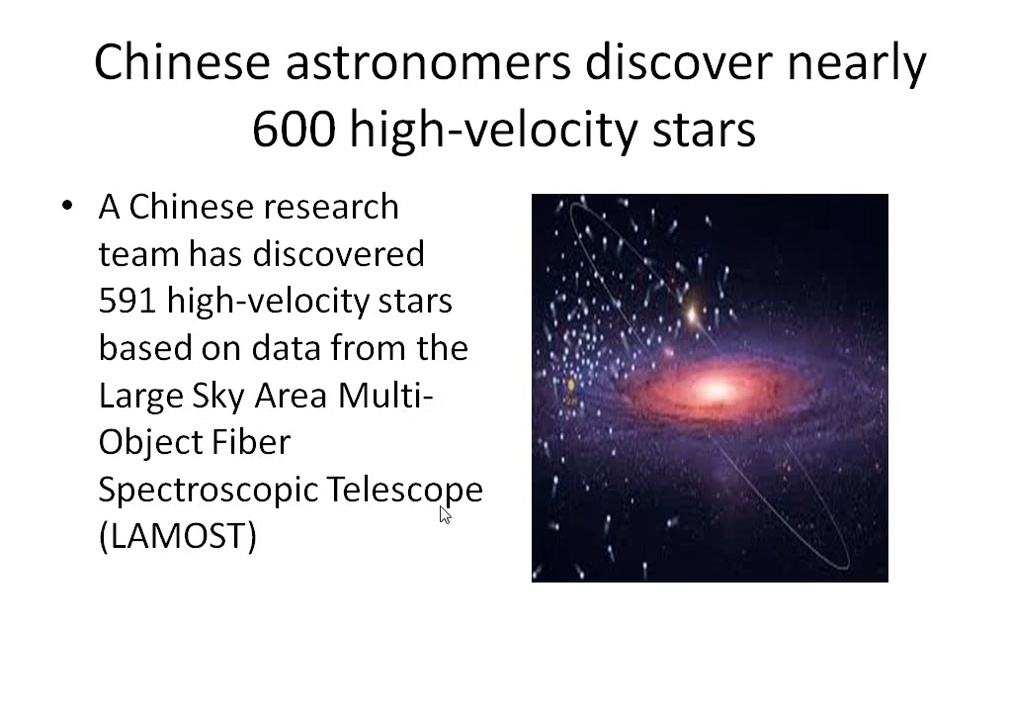 Chinese astronomers discover nearly
600 high-velocity stars
• A Chinese research
team has discovered
591 high-velocity stars
based on data from the
Large Sky Area Multi-
Object Fiber
Spectroscopic Telescope
(LAMOST)